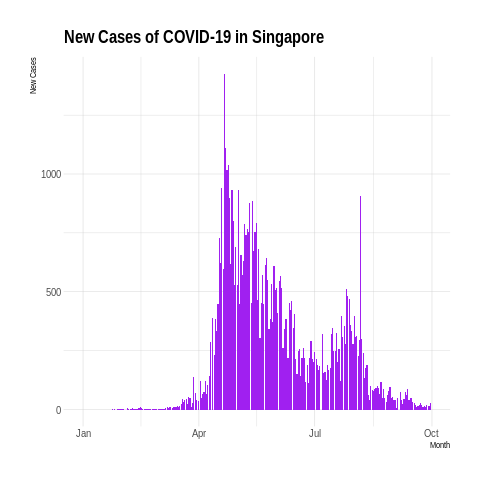 New Cases of COVID-19 in Singapore
New Cases
1000
500
0
Jan Apr Jul Oct
Month